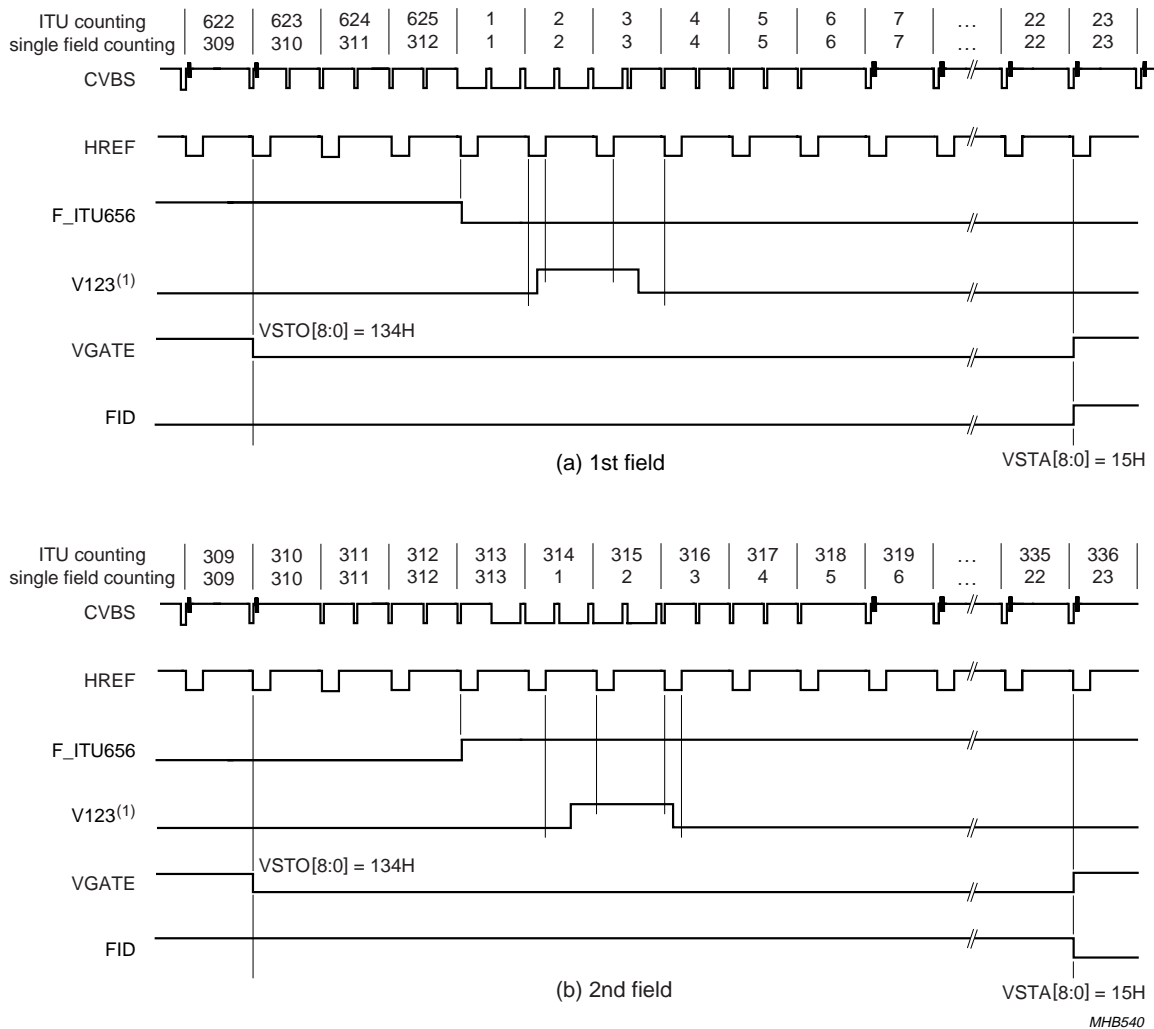 ITU counting 622 623 624 625 1 2 3 4 5 6 7 ... 22 23
single field counting 309 310 311 312 1 2 3 4 5 6 7 ... 22 23
CVBS
HREF
F_ITU656
V123(1)
VSTO[8:0] = 134H
VGATE
FID
(a) 1st field
VSTA[8:0] = 15H
ITU counting 309 310 311 312 313 314 315 316 317 318 319 ... 335 336
single field counting 309 310 311 312 313 1 2 3 4 5 6 ... 22 23
CVBS
HREF
F_ITU656
V123(1)
VSTO[8:0] = 134H
VGATE
FID
(b) 2nd field
VSTA[8:0] = 15H
MHB540